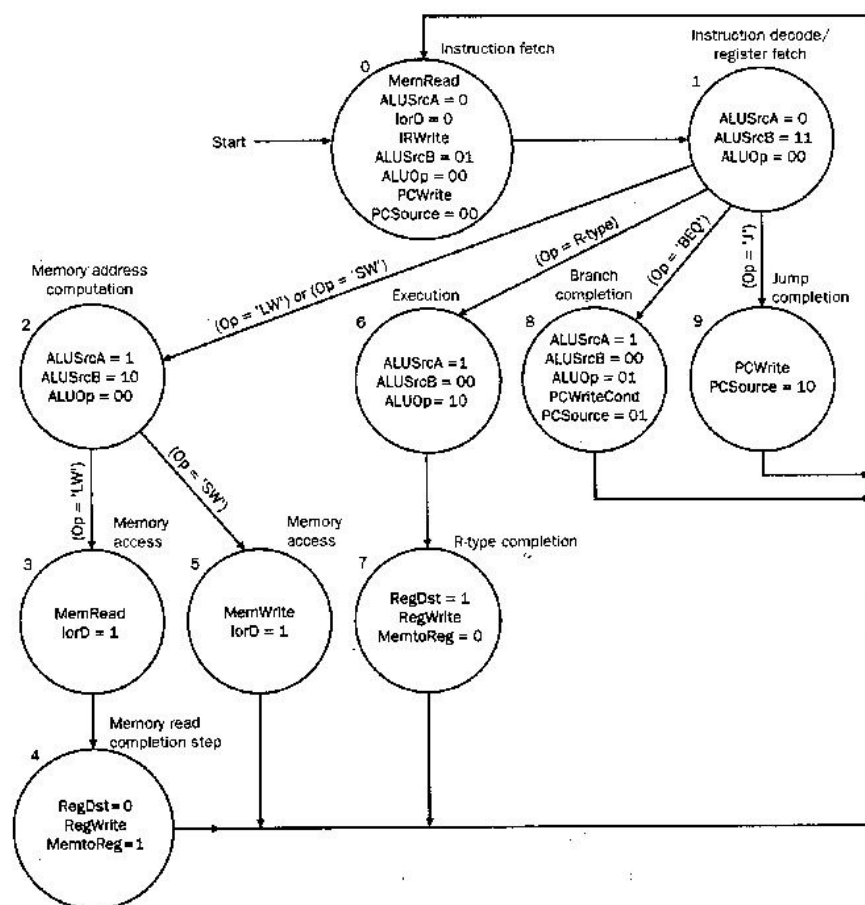 Instruction fetch
0
MemRead
ALUSrcA = 0
IorD = 0
IRWrite
ALUSrcB = 01
ALUOp = 00
PCWrite
PCSource = 00
Start
Instruction decode/
register fetch
1
ALUSrcA = 0
ALUSrcB = 11
ALUOp = 00
(Op = 'LW') or (Op = 'SW')
(Op = R-type)
(Op = 'BEQ')
(Op = 'J')
Memory address
computation
2
ALUSrcA = 1
ALUSrcB = 10
ALUOp = 00
Execution
6
ALUSrcA = 1
ALUSrcB = 00
ALUOp = 10
Branch
completion
8
ALUSrcA = 1
ALUSrcB = 00
ALUOp = 01
PCWriteCond
PCSource = 01
Jump
completion
9
PCWrite
PCSource = 10
(Op = 'LW')
(Op = 'SW')
Memory
access
3
MemRead
IorD = 1
Memory
access
5
MemWrite
IorD = 1
R-type completion
7
RegDst = 1
RegWrite
MemtoReg = 0
Memory read
completion step
4
RegDst=0
RegWrite
MemtoReg=1